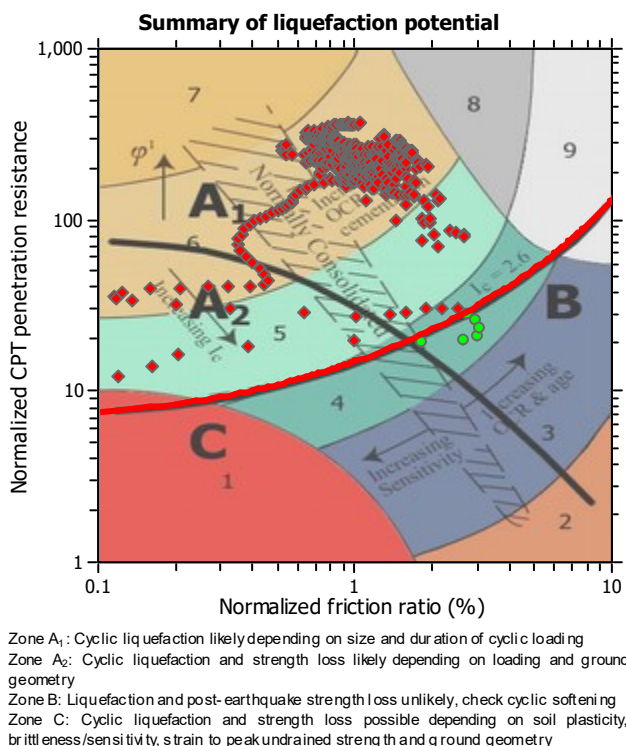 Summary of liquefaction potential
1,000
100
10
1
0.1
1
10
Normalized CPT penetration resistance
Normalized friction ratio (%)
7
8
9
φ'
A1
6
Normally Consolidated
Increasing
OCR
cementation
A2
Increasing Ic
5
Ic = 2.6
B
4
Increasing
OCR & age
3
Increasing
Sensitivity
C
1
2
Zone A1: Cyclic liquefaction likely depending on size and duration of cyclic loading
Zone A2: Cyclic liquefaction and strength loss likely depending on loading and ground
geometry
Zone B: Liquefaction and post-earthquake strength loss unlikely, check cyclic softening
Zone C: Cyclic liquefaction and strength loss possible depending on soil plasticity,
brittleness/sensitivity, strain to peak undrained strength and ground geometry